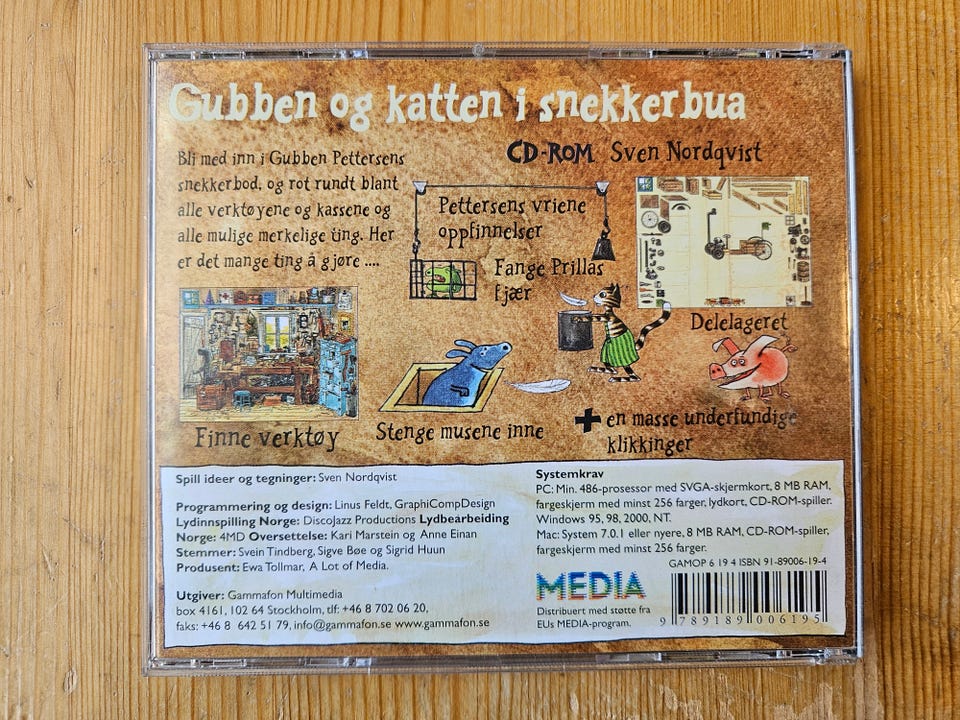 Gubben og katten i snekkerbua
CD-ROM Sven Nordqvist
Bli med inn i Gubben Pettersens
snekkerbod, og rot rundt blant
alle verktøyene og kassene og
alle mulige merkelige ting. Her
er det mange ting å gjøre ....
Pettersens vriene
oppfinnelser
Fange Prillas
fjær
Delelageret
Finne verktøy
Stenge musene inne
+ en masse underfundige
klikkinger
Spill ideer og tegninger: Sven Nordqvist
Programmering og design: Linus Feldt, GraphiCompDesign
Lydinnspilling Norge: DiscoJazz Productions Lydbearbeiding
Norge: 4MD Oversettelse: Kari Marstein og Anne Einan
Stemmer: Svein Tindberg, Sigve Bøe og Sigrid Huun
Produsent: Ewa Tollmar, A Lot of Media.
Utgiver: Gammafon Multimedia
box 4161, 102 64 Stockholm, tlf: +46 8 702 06 20,
faks: +46 8 642 51 79, info@gammafon.se www.gammafon.se
Systemkrav
PC: Min. 486-prosessor med SVGA-skjermkort, 8 MB RAM,
fargeskjerm med minst 256 farger, lydkort, CD-ROM-spiller.
Windows 95, 98, 2000, NT.
Mac: System 7.0.1 eller nyere, 8 MB RAM, CD-ROM-spiller,
fargeskjerm med minst 256 farger.
GAMOP 6 19 4 ISBN 91-89006-19-4
MEDIA
Distribuert med støtte fra
EUs MEDIA-program.
9 789189 006195